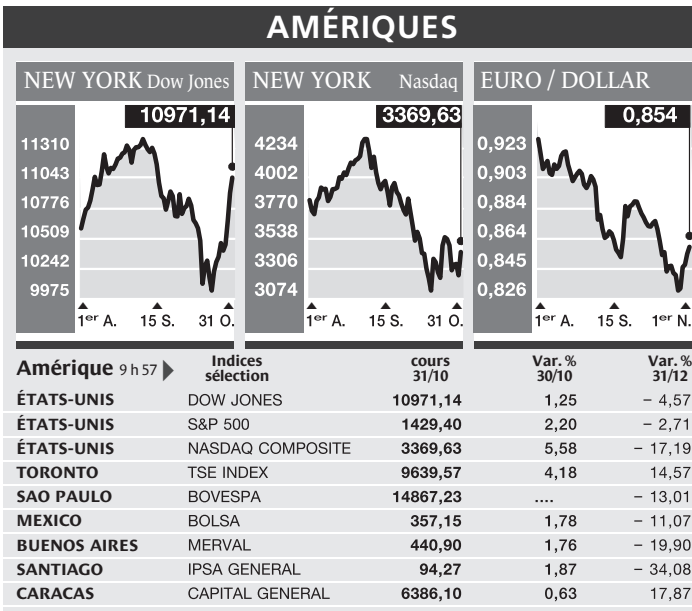 AMÉRIQUES
NEW YORK Dow Jones
10971,14
11310
11043
10776
10509
10242
9975
1er A. 15 S. 31 O.
NEW YORK Nasdaq
3369,63
4234
4002
3770
3538
3306
3074
1er A. 15 S. 31 O.
EURO / DOLLAR
0,854
0,923
0,903
0,884
0,864
0,845
0,826
1er A. 15 S. 1er N.
Amérique 9 h 57 Indices sélection cours 31/10 Var. % 30/10 Var. % 31/12
ÉTATS-UNIS DOW JONES 10971,14 1,25 – 4,57
ÉTATS-UNIS S&P 500 1429,40 2,20 – 2,71
ÉTATS-UNIS NASDAQ COMPOSITE 3369,63 5,58 – 17,19
TORONTO TSE INDEX 9639,57 4,18 14,57
SAO PAULO BOVESPA 14867,23 .... – 13,01
MEXICO BOLSA 357,15 1,78 – 11,07
BUENOS AIRES MERVAL 440,90 1,76 – 19,90
SANTIAGO IPSA GENERAL 94,27 1,87 – 34,08
CARACAS CAPITAL GENERAL 6386,10 0,63 17,87